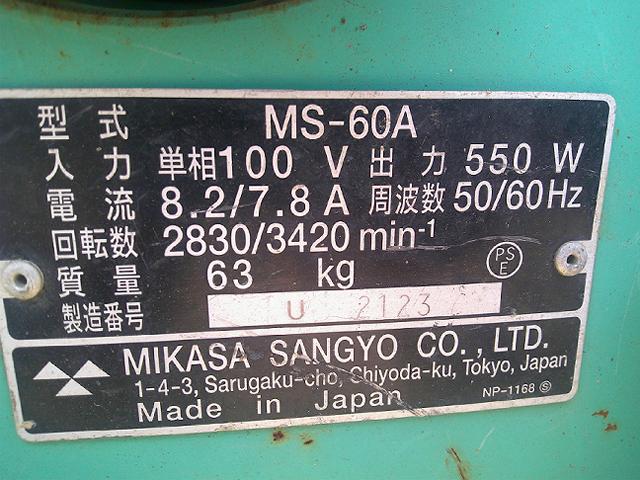 型式 MS-60A
入力 単相100 V 出力 550 W
電流 8.2/7.8 A 周波数 50/60Hz
回転数 2830/3420 min-1
質量 63 kg
PSE
製造番号 U 2123
MIKASA SANGYO CO., LTD.
1-4-3, Sarugaku-cho, Chiyoda-ku, Tokyo, Japan
Made in Japan NP-1168 Ⓢ